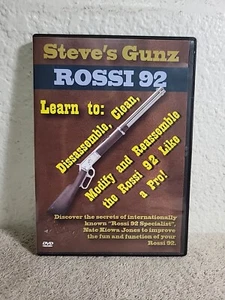 Steve's Gunz
ROSSI 92
Learn to:
Dissassemble, Clean,
Modify and Reassemble
the Rossi 92 Like
a Pro!
Discover the secrets of internationally
known "Rossi 92 Specialist",
Nate Kiowa Jones to improve
the fun and function of your
Rossi 92.
DVD